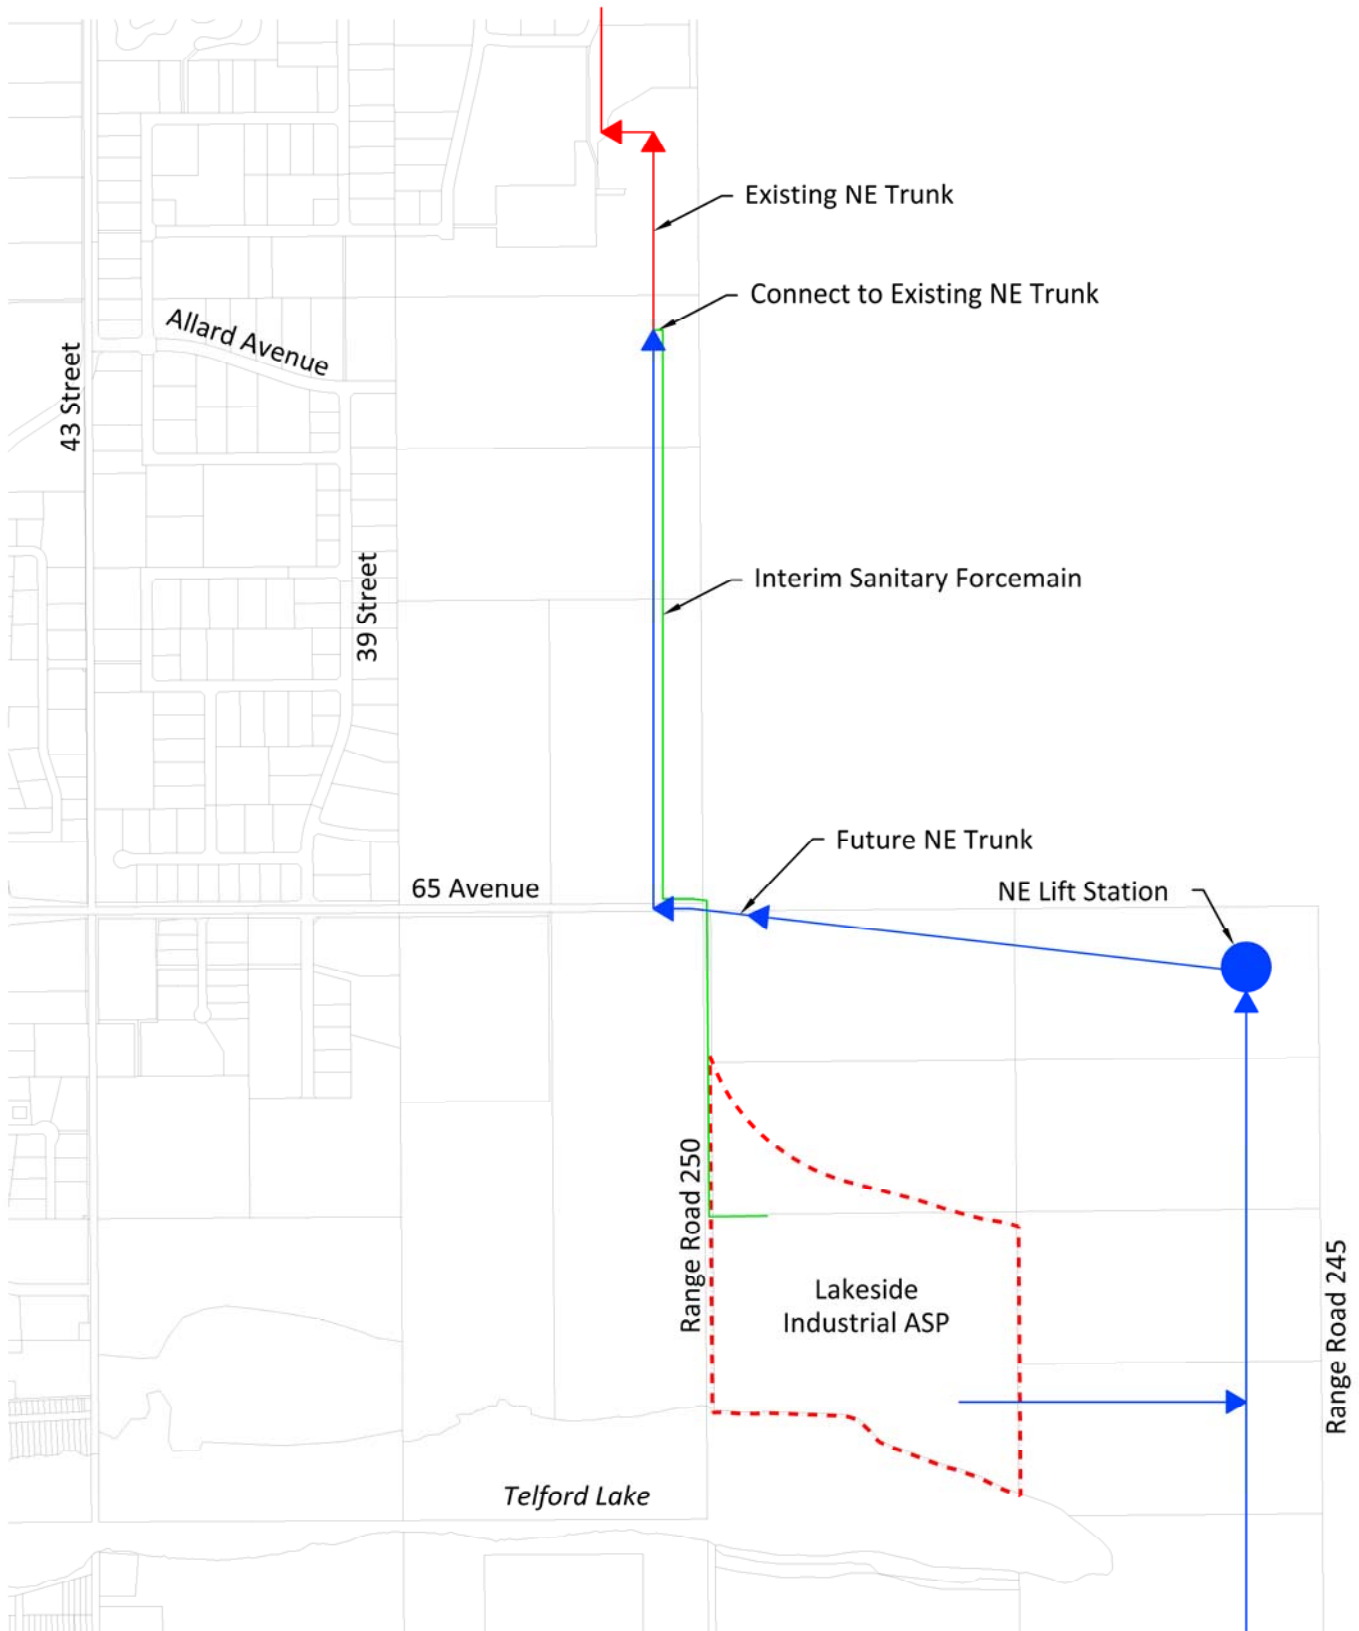 Existing NE Trunk
Connect to Existing NE Trunk
Allard Avenue
43 Street
Interim Sanitary Forcemain
39 Street
Future NE Trunk
65 Avenue
NE Lift Station
Range Road 250
Lakeside
Industrial ASP
Range Road 245
Telford Lake